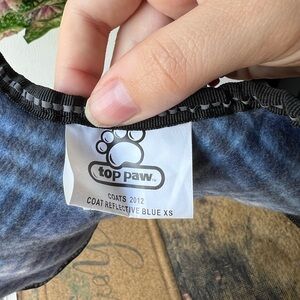 top paw
COATS 2012
COAT REFLECTIVE BLUE XS